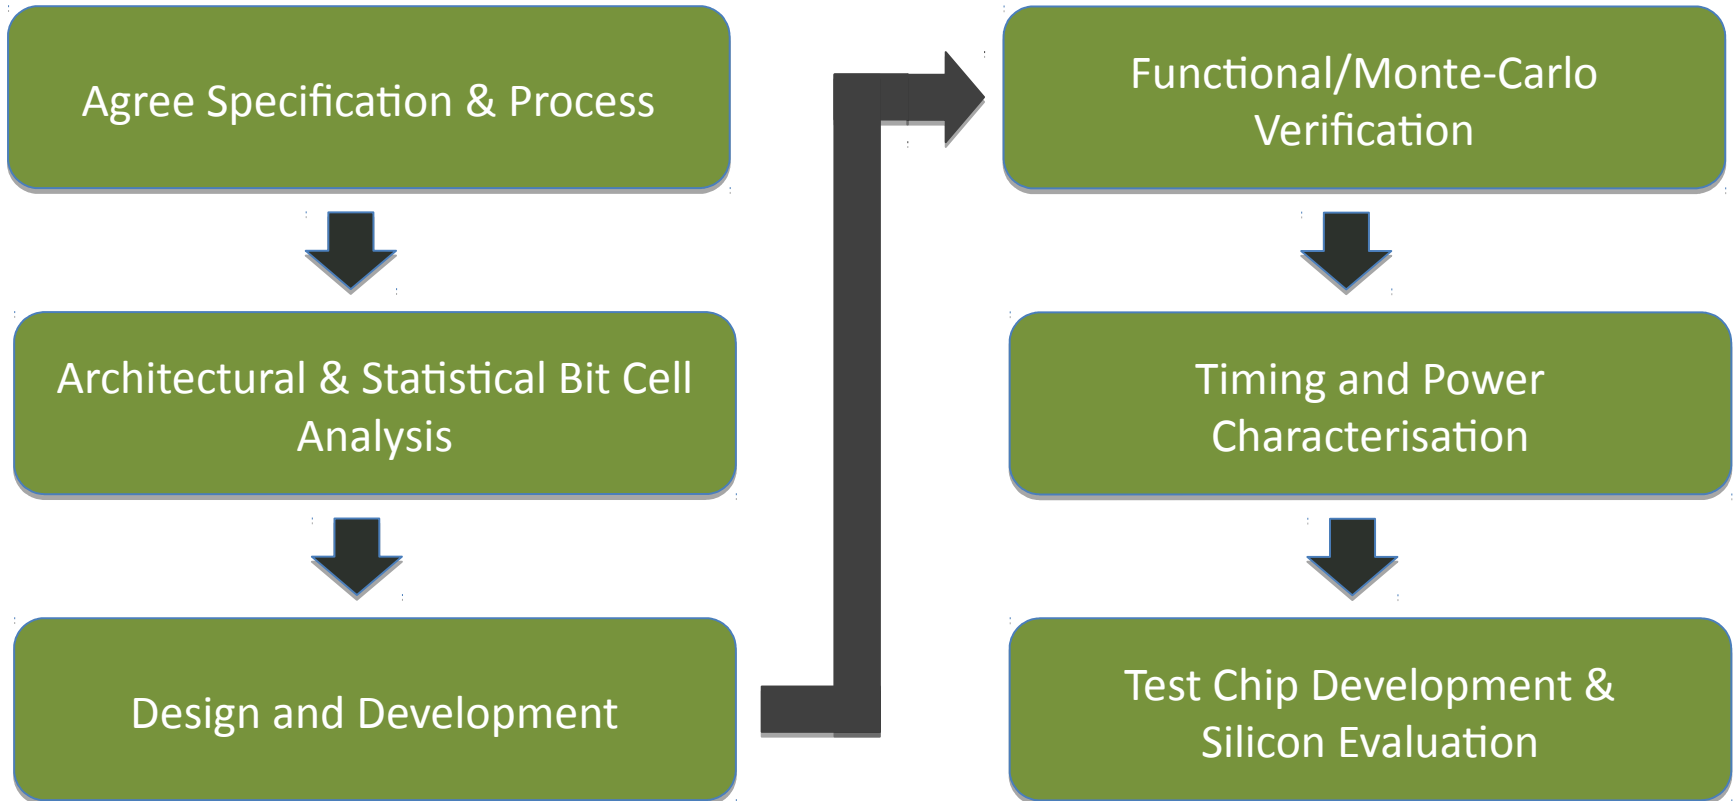 Agree Specification & Process
Architectural & Statistical Bit Cell
Analysis
Design and Development
Functional/Monte-Carlo
Verification
Timing and Power
Characterisation
Test Chip Development &
Silicon Evaluation